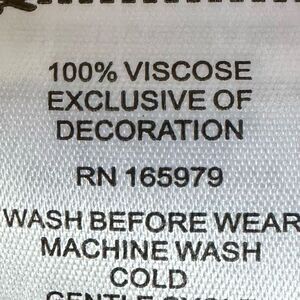 100% VISCOSE
EXCLUSIVE OF
DECORATION
RN 165979
WASH BEFORE WEAR
MACHINE WASH
COLD